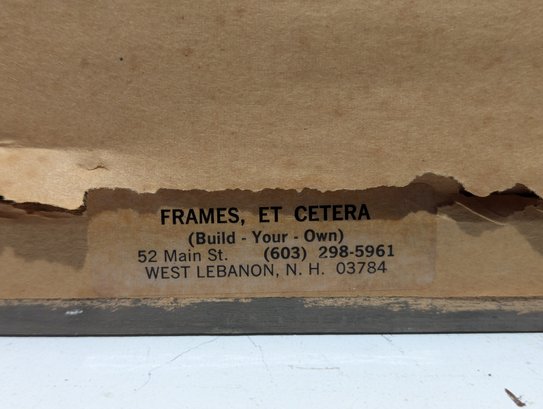 FRAMES, ET CETERA
(Build - Your - Own)
52 Main St. (603) 298-5961
WEST LEBANON, N. H. 03784